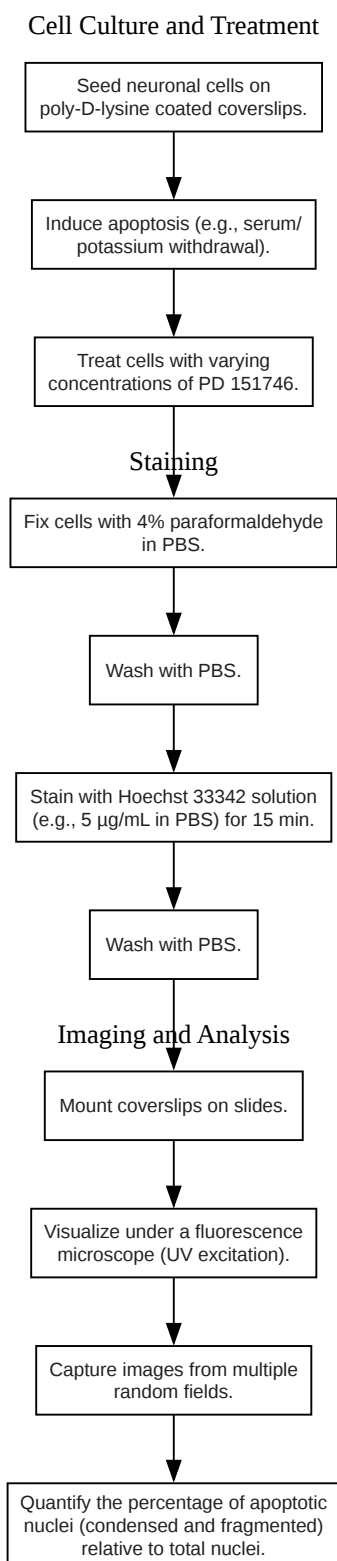 Cell Culture and Treatment
Seed neuronal cells on
poly-D-lysine coated coverslips.
Induce apoptosis (e.g., serum/
potassium withdrawal).
Treat cells with varying
concentrations of PD 151746.
Staining
Fix cells with 4% paraformaldehyde
in PBS.
Wash with PBS.
Stain with Hoechst 33342 solution
(e.g., 5 µg/mL in PBS) for 15 min.
Wash with PBS.
Imaging and Analysis
Mount coverslips on slides.
Visualize under a fluorescence
microscope (UV excitation).
Capture images from multiple
random fields.
Quantify the percentage of apoptotic
nuclei (condensed and fragmented)
relative to total nuclei.